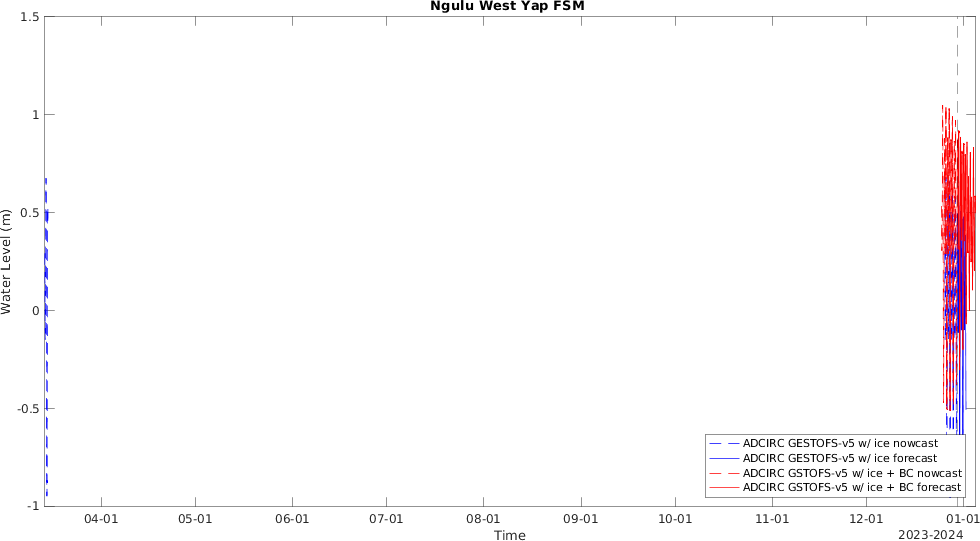 Ngulu West Yap FSM
1.5
1
0.5
0
-0.5
-1
Water Level (m)
ADCIRC GESTOFS-v5 w/ ice nowcast
ADCIRC GESTOFS-v5 w/ ice forecast
ADCIRC GSTOFS-v5 w/ ice + BC nowcast
ADCIRC GSTOFS-v5 w/ ice + BC forecast
04-01 05-01 06-01 07-01 08-01 09-01 10-01 11-01 12-01 01-01
Time
2023-2024